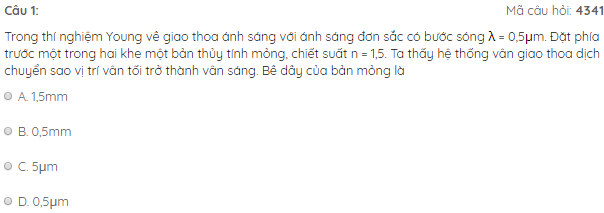 Câu 1: Mã câu hỏi: 4341
Trong thí nghiệm Young về giao thoa ánh sáng với ánh sáng đơn sắc có bước sóng λ = 0,5μm. Đặt phía
trước một trong hai khe một bản thủy tính mỏng, chiết suất n = 1,5. Ta thấy hệ thống vân giao thoa dịch
chuyển sao vị trí vân tối trở thành vân sáng. Bề dầy của bản mỏng là
A. 1,5mm
B. 0,5mm
C. 5μm
D. 0,5μm